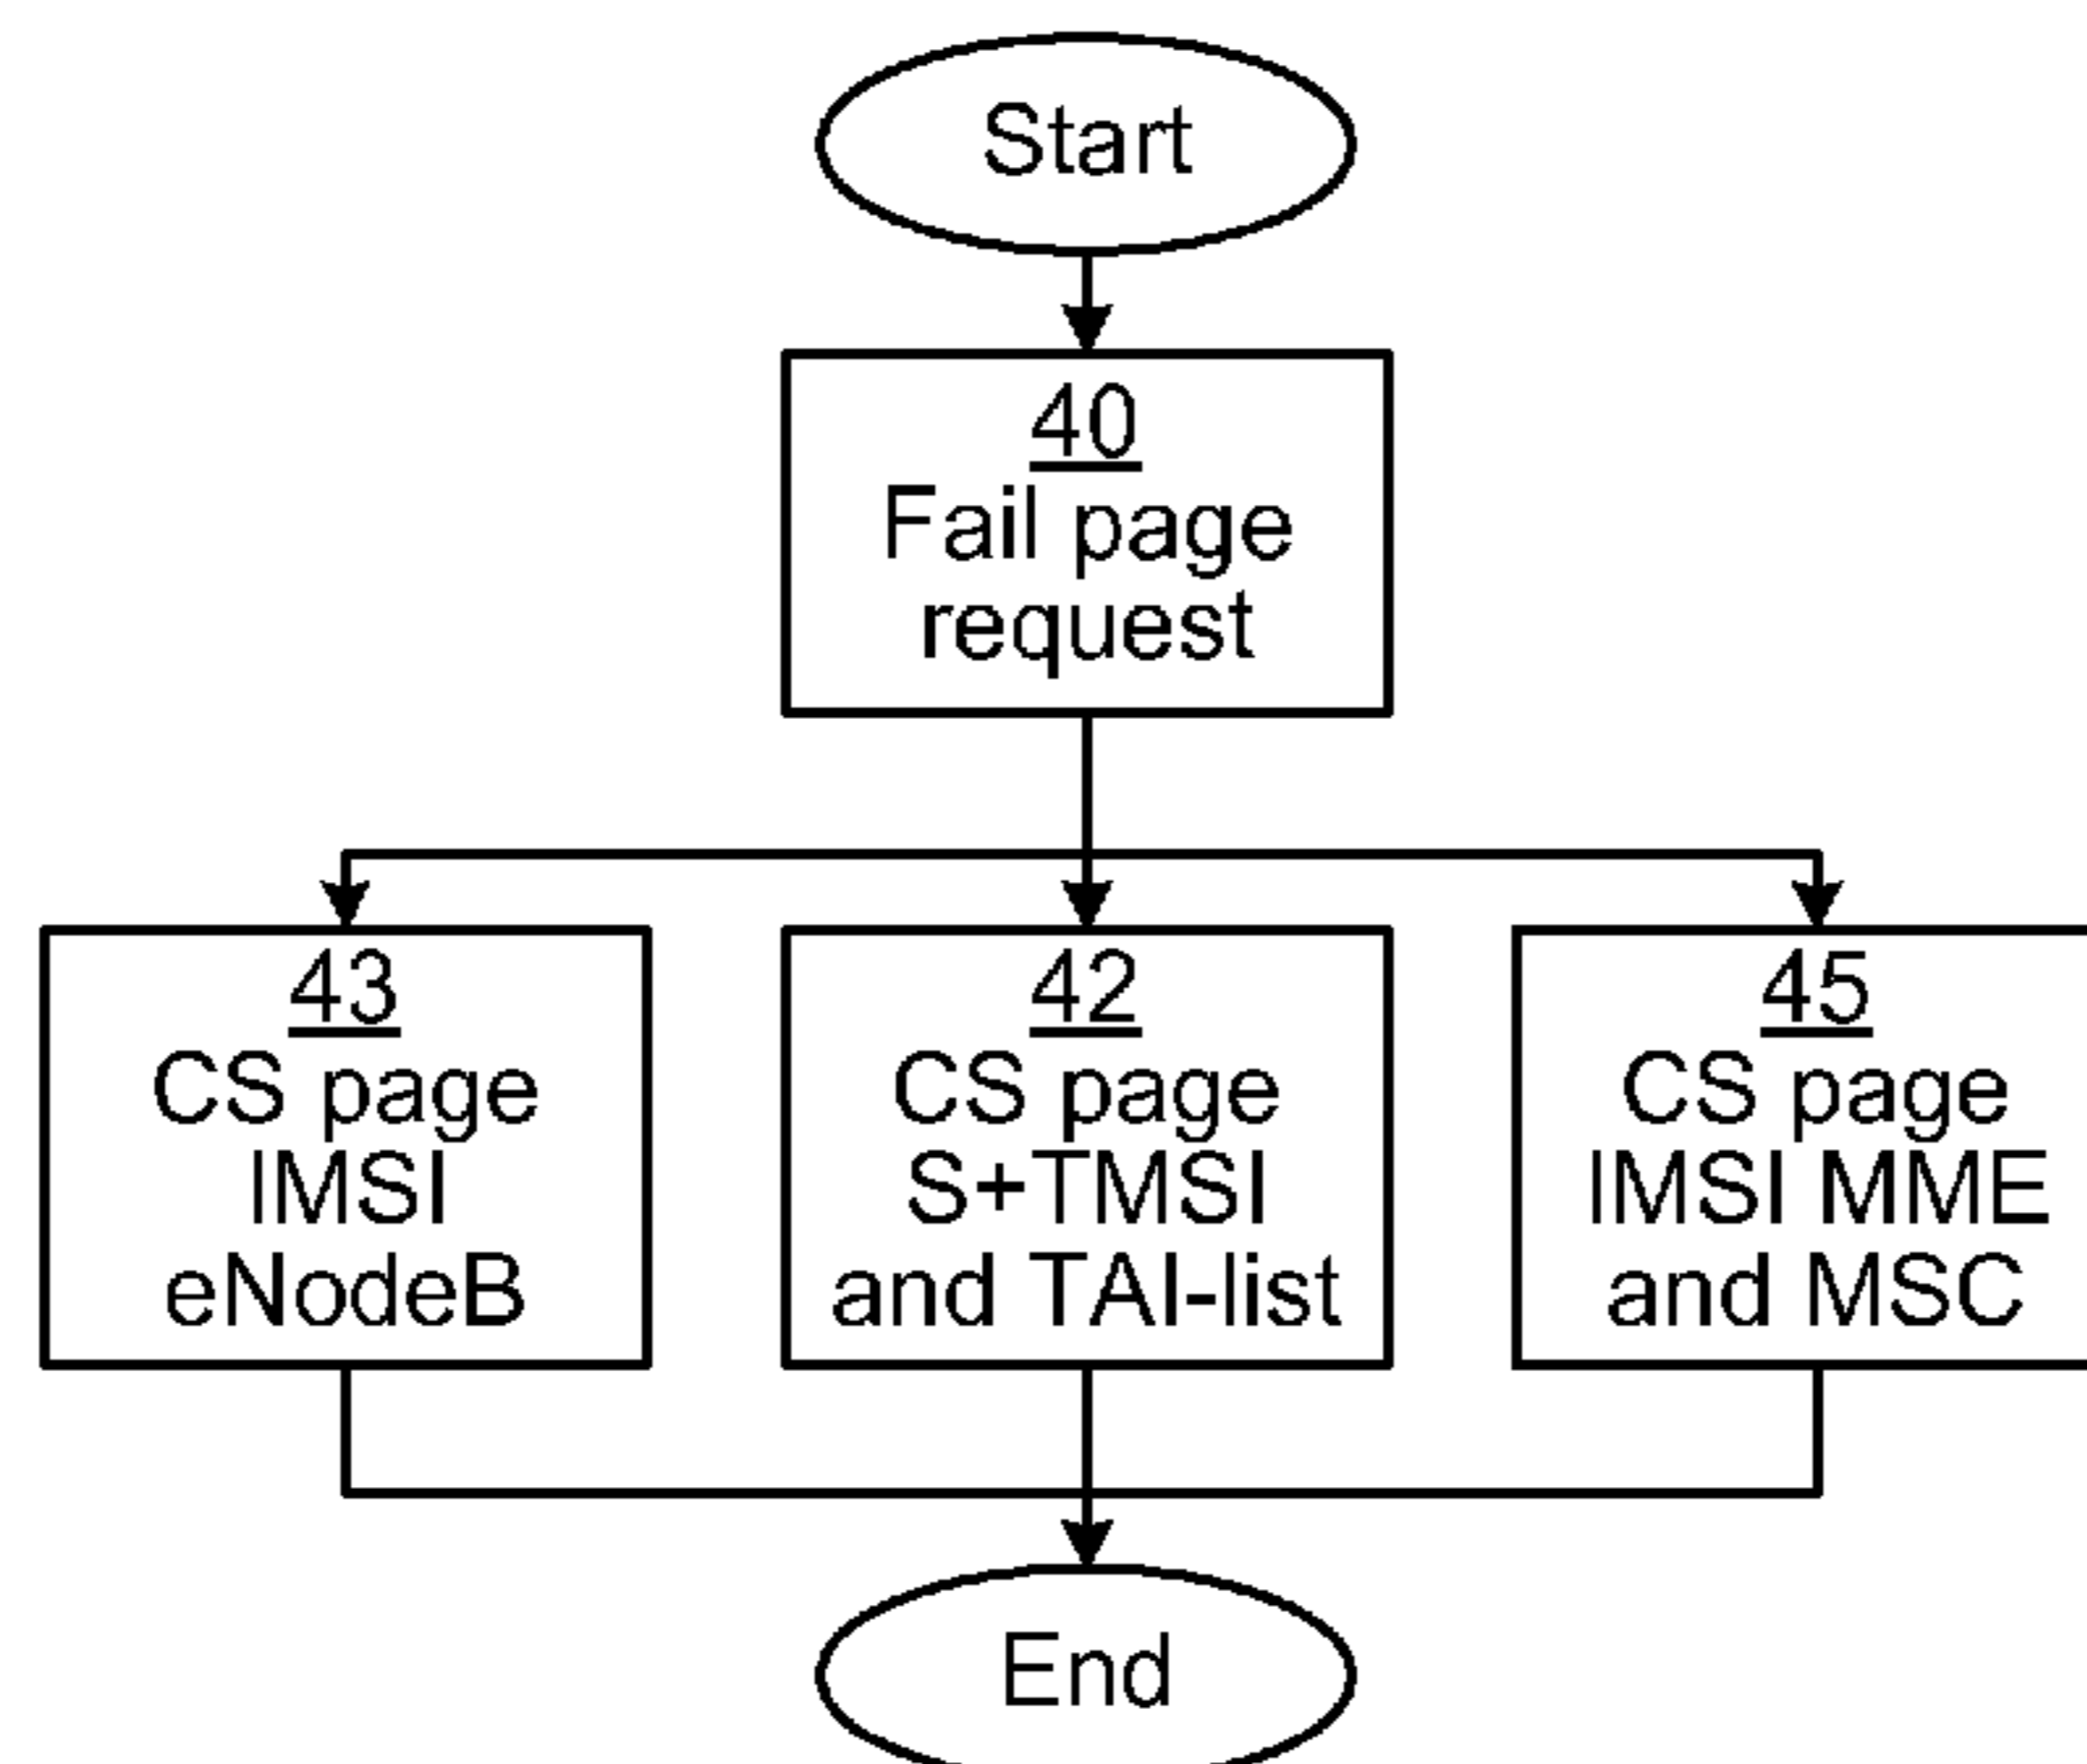 Start
40
Fail page
request
43
CS page
IMSI
eNodeB
42
CS page
S+TMSI
and TAI-list
45
CS page
IMSI MME
and MSC
End